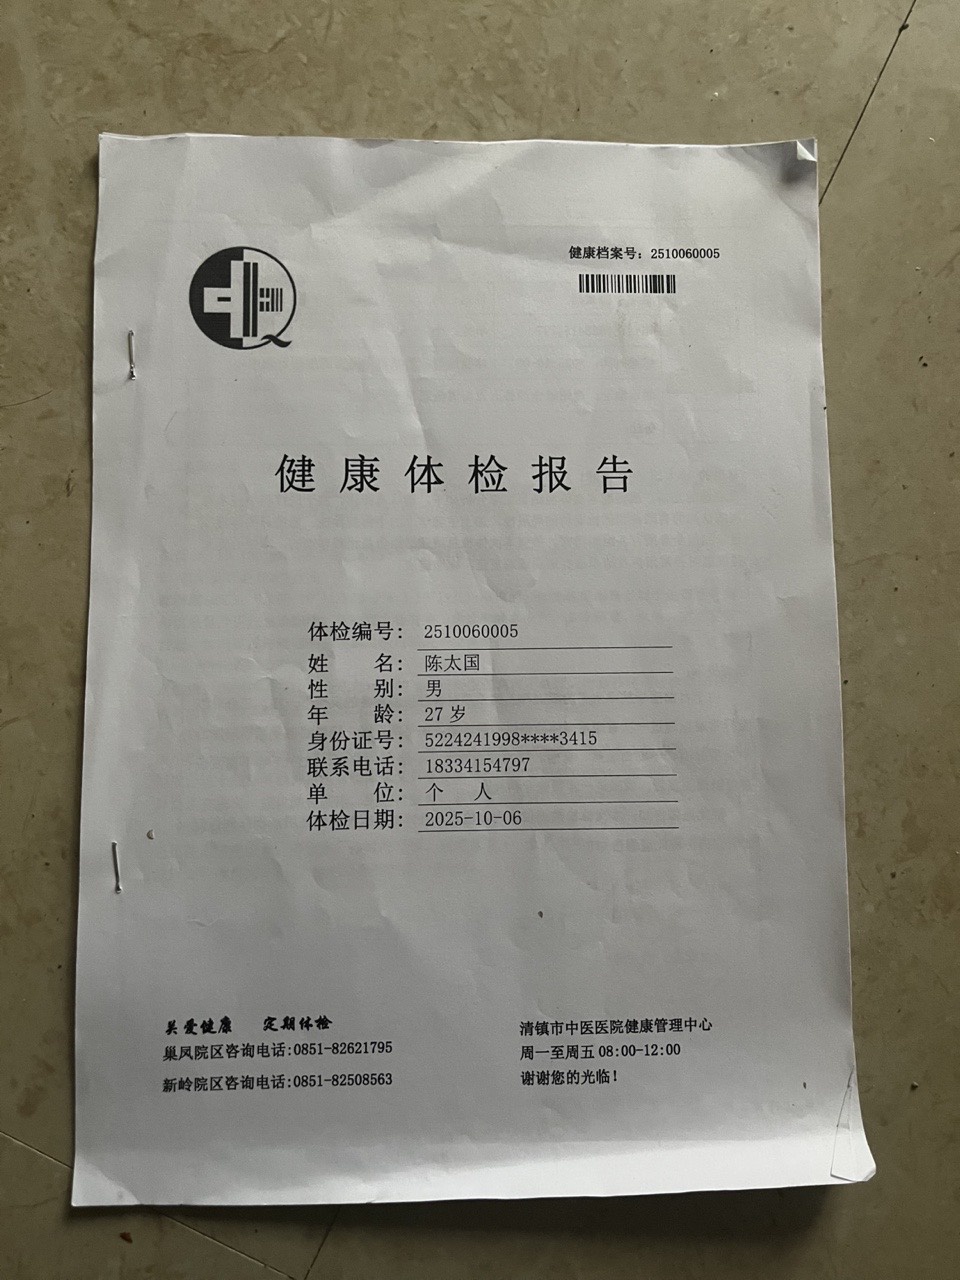 健康档案号：2510060005
健康体检报告
体检编号：2510060005
姓名：陈太国
性别：男
年龄：27 岁
身份证号：5224241998****3415
联系电话：18334154797
单位：个 人
体检日期：2025-10-06
关爱健康 定期体检
巢凤院区咨询电话:0851-82621795
新岭院区咨询电话:0851-82508563
清镇市中医医院健康管理中心
周一至周五 08:00-12:00
谢谢您的光临！